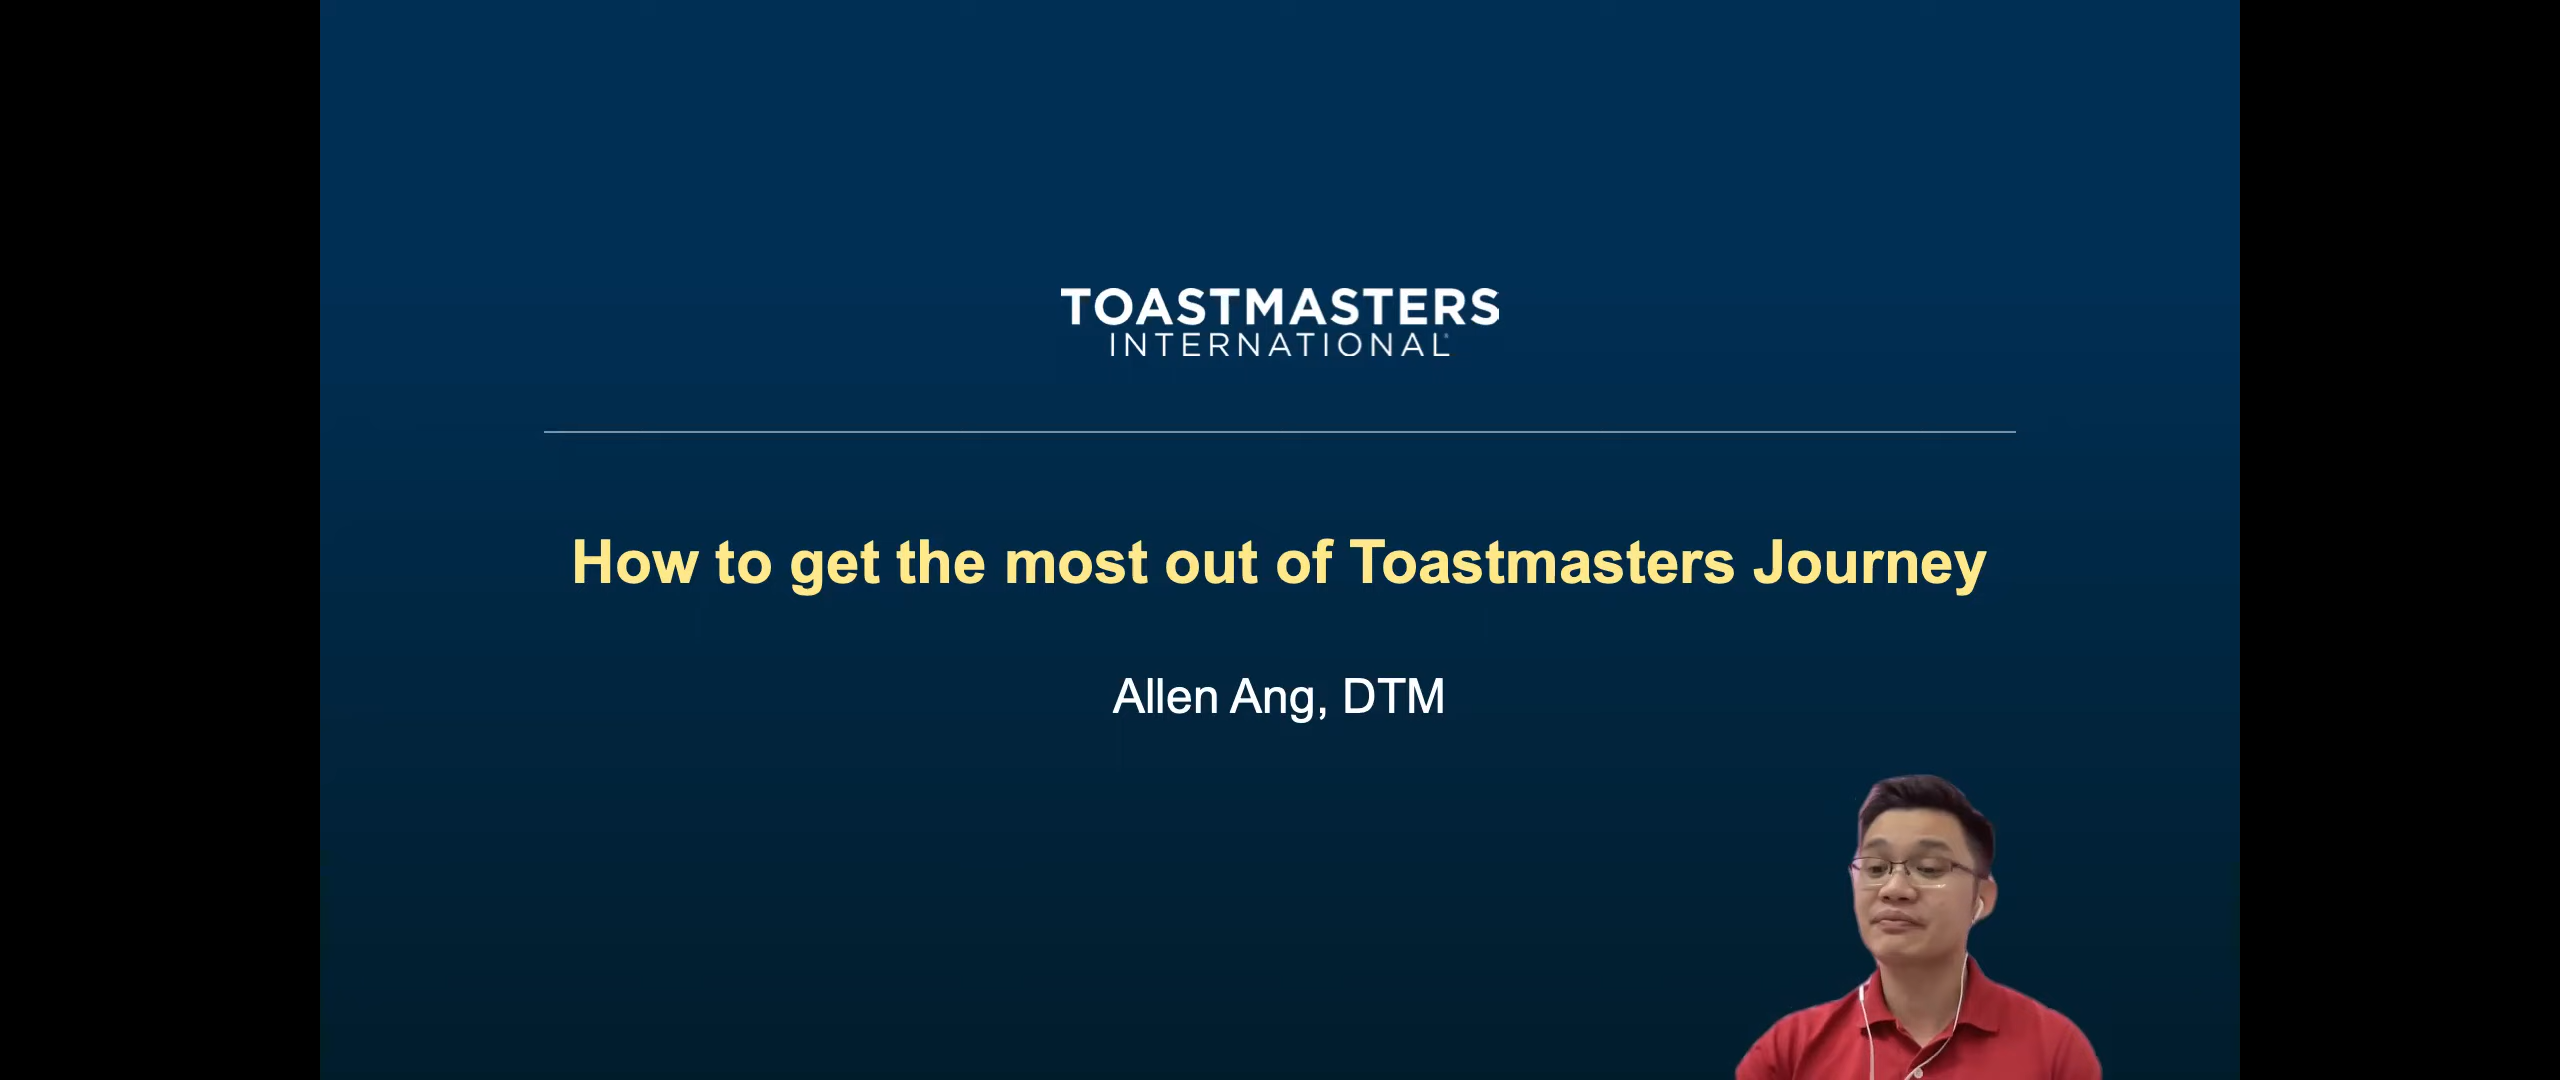 TOASTMASTERS
INTERNATIONAL
How to get the most out of Toastmasters Journey
Allen Ang, DTM